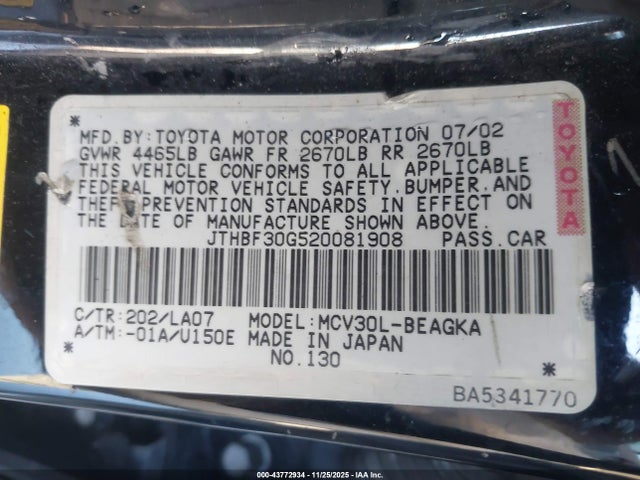 MFD.BY:TOYOTA MOTOR CORPORATION 07/02
GVWR 4465LB GAWR FR 2670LB RR 2670LB
THIS VEHICLE CONFORMS TO ALL APPLICABLE
FEDERAL MOTOR VEHICLE SAFETY,BUMPER,AND
THEFT PREVENTION STANDARDS IN EFFECT ON
THE DATE OF MANUFACTURE SHOWN ABOVE.
JTHBF30G520081908 PASS.CAR
TOYOTA
C/TR:202/LA07 MODEL:MCV30L-BEAGKA
A/TM:-01A/U150E MADE IN JAPAN
NO.130
BA5341770
000-43772934 | 11/25/2025 | IAA Inc.